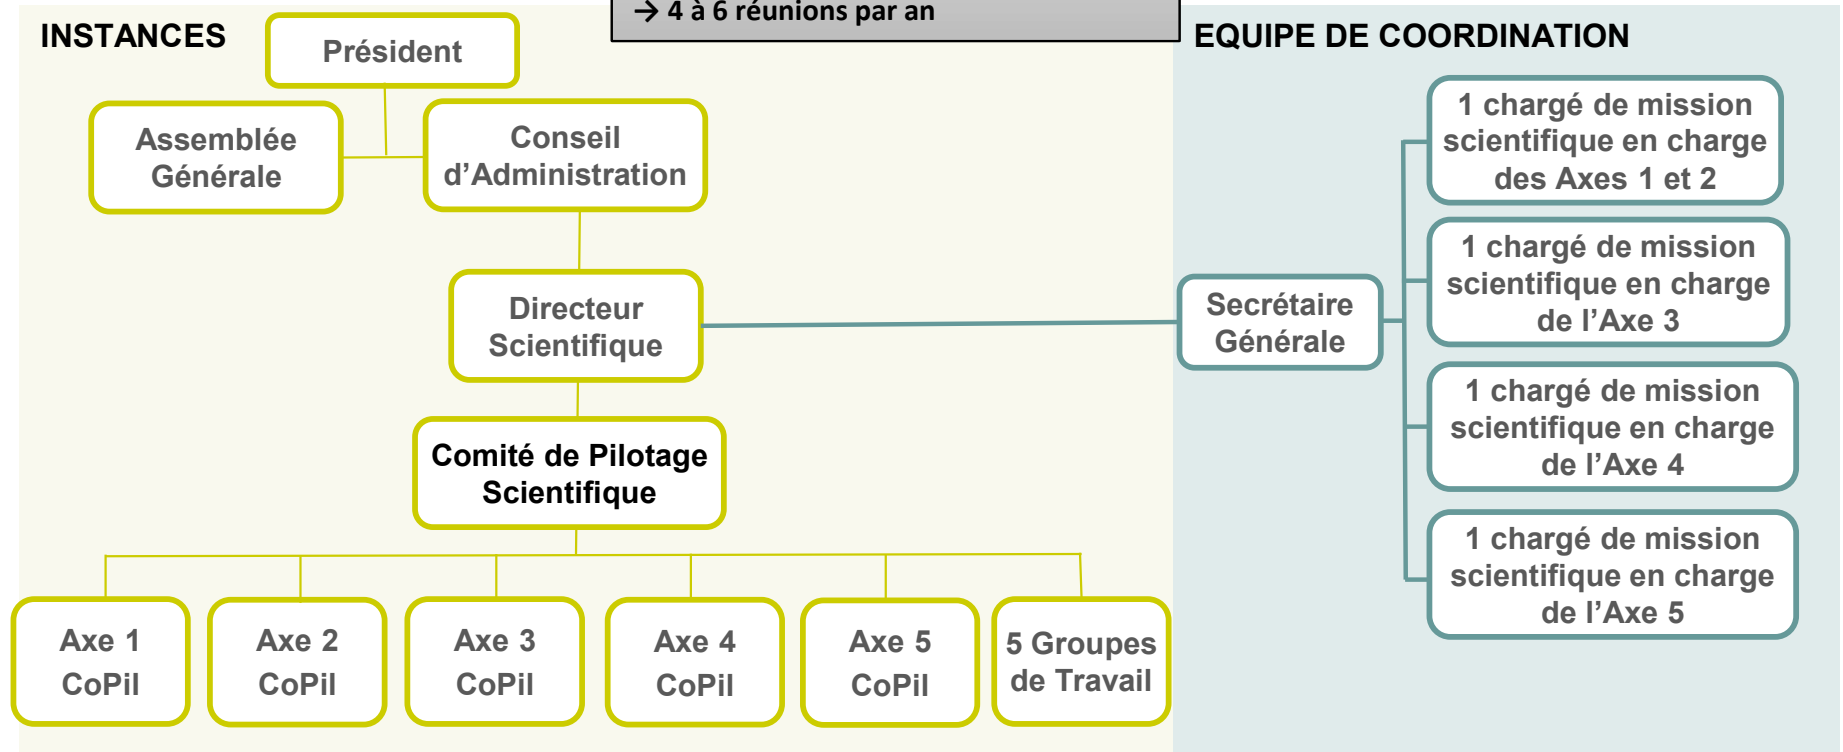 → 4 à 6 réunions par an
INSTANCES
EQUIPE DE COORDINATION
Président
Assemblée
Générale
Conseil
d’Administration
Directeur
Scientifique
Comité de Pilotage
Scientifique
Axe 1
CoPil
Axe 2
CoPil
Axe 3
CoPil
Axe 4
CoPil
Axe 5
CoPil
5 Groupes
de Travail
Secrétaire
Générale
1 chargé de mission
scientifique en charge
des Axes 1 et 2
1 chargé de mission
scientifique en charge
de l’Axe 3
1 chargé de mission
scientifique en charge
de l’Axe 4
1 chargé de mission
scientifique en charge
de l’Axe 5